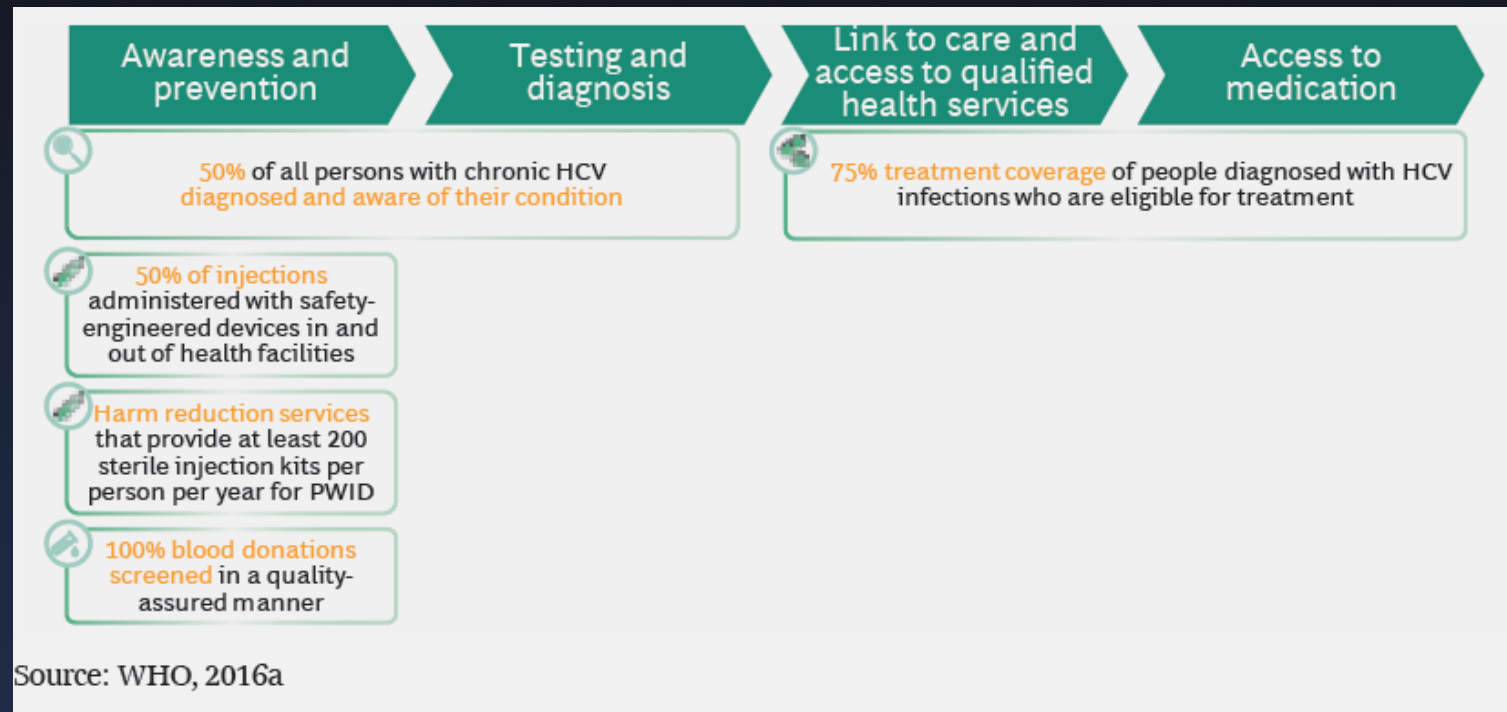 Awareness and
prevention
Testing and
diagnosis
Link to care and
access to qualified
health services
Access to
medication
50% of all persons with chronic HCV
diagnosed and aware of their condition
75% treatment coverage of people diagnosed with HCV
infections who are eligible for treatment
50% of injections
administered with safety-
engineered devices in and
out of health facilities
Harm reduction services
that provide at least 200
sterile injection kits per
person per year for PWID
100% blood donations
screened in a quality-
assured manner
Source: WHO, 2016a